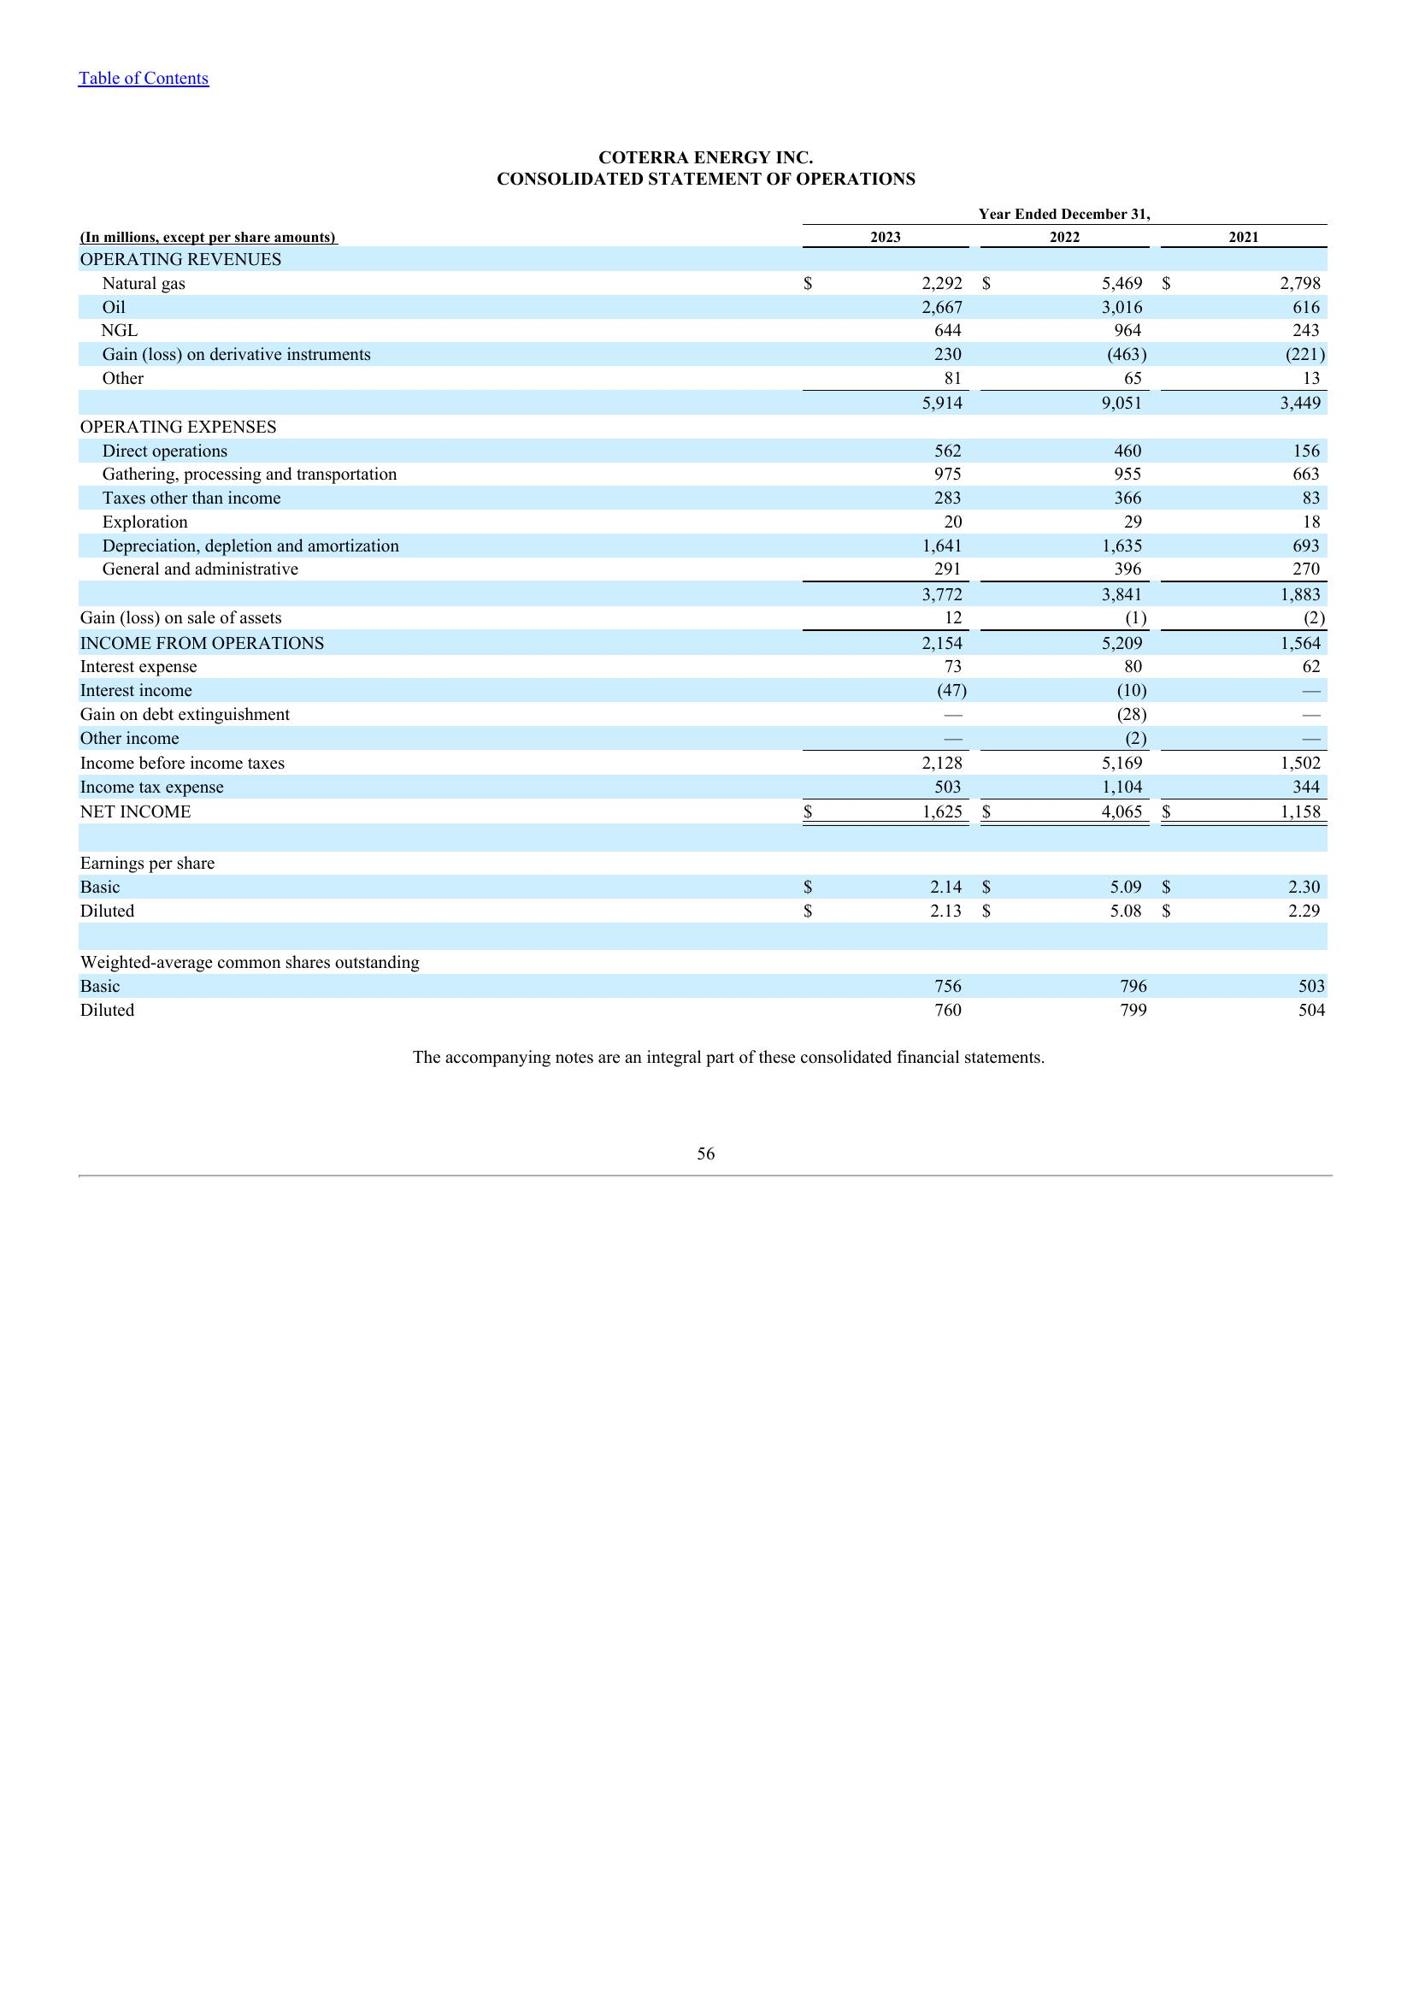 Table of Contents
COTERRA ENERGY INC.
CONSOLIDATED STATEMENT OF OPERATIONS
Year Ended December 31,
(In millions, except per share amounts) 2023 2022 2021
OPERATING REVENUES
Natural gas $ 2,292 $ 5,469 $ 2,798
Oil 2,667 3,016 616
NGL 644 964 243
Gain (loss) on derivative instruments 230 (463) (221)
Other 81 65 13
5,914 9,051 3,449
OPERATING EXPENSES
Direct operations 562 460 156
Gathering, processing and transportation 975 955 663
Taxes other than income 283 366 83
Exploration 20 29 18
Depreciation, depletion and amortization 1,641 1,635 693
General and administrative 291 396 270
3,772 3,841 1,883
Gain (loss) on sale of assets 12 (1) (2)
INCOME FROM OPERATIONS 2,154 5,209 1,564
Interest expense 73 80 62
Interest income (47) (10) —
Gain on debt extinguishment — (28) —
Other income — (2) —
Income before income taxes 2,128 5,169 1,502
Income tax expense 503 1,104 344
NET INCOME $ 1,625 $ 4,065 $ 1,158
Earnings per share
Basic $ 2.14 $ 5.09 $ 2.30
Diluted $ 2.13 $ 5.08 $ 2.29
Weighted-average common shares outstanding
Basic 756 796 503
Diluted 760 799 504
The accompanying notes are an integral part of these consolidated financial statements.
56